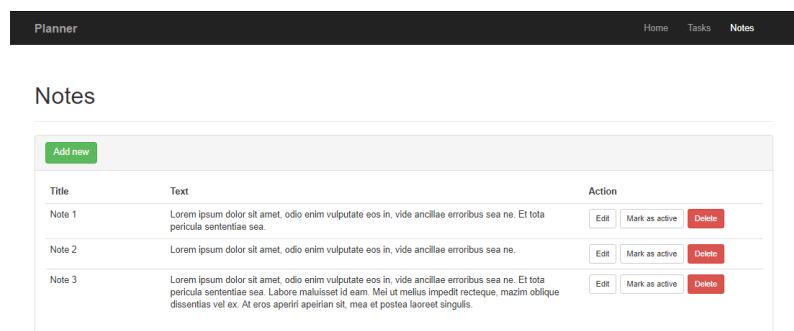 Planner Home Tasks Notes
Notes
Add new
Title Text Action
Note 1 Lorem ipsum dolor sit amet, odio enim vulputate eos in, vide ancillae erroribus sea ne. Et tota Edit Mark as active Delete
pericula sententiae sea.
Note 2 Lorem ipsum dolor sit amet, odio enim vulputate eos in, vide ancillae erroribus sea ne. Edit Mark as active Delete
Note 3 Lorem ipsum dolor sit amet, odio enim vulputate eos in, vide ancillae erroribus sea ne. Et tota Edit Mark as active Delete
pericula sententiae sea. Labore maluisset id eam. Mei ut melius impedit recteque, mazim oblique
dissentias vel ex. At eros aperiri apeirian sit, mea et postea laoreet singulis.